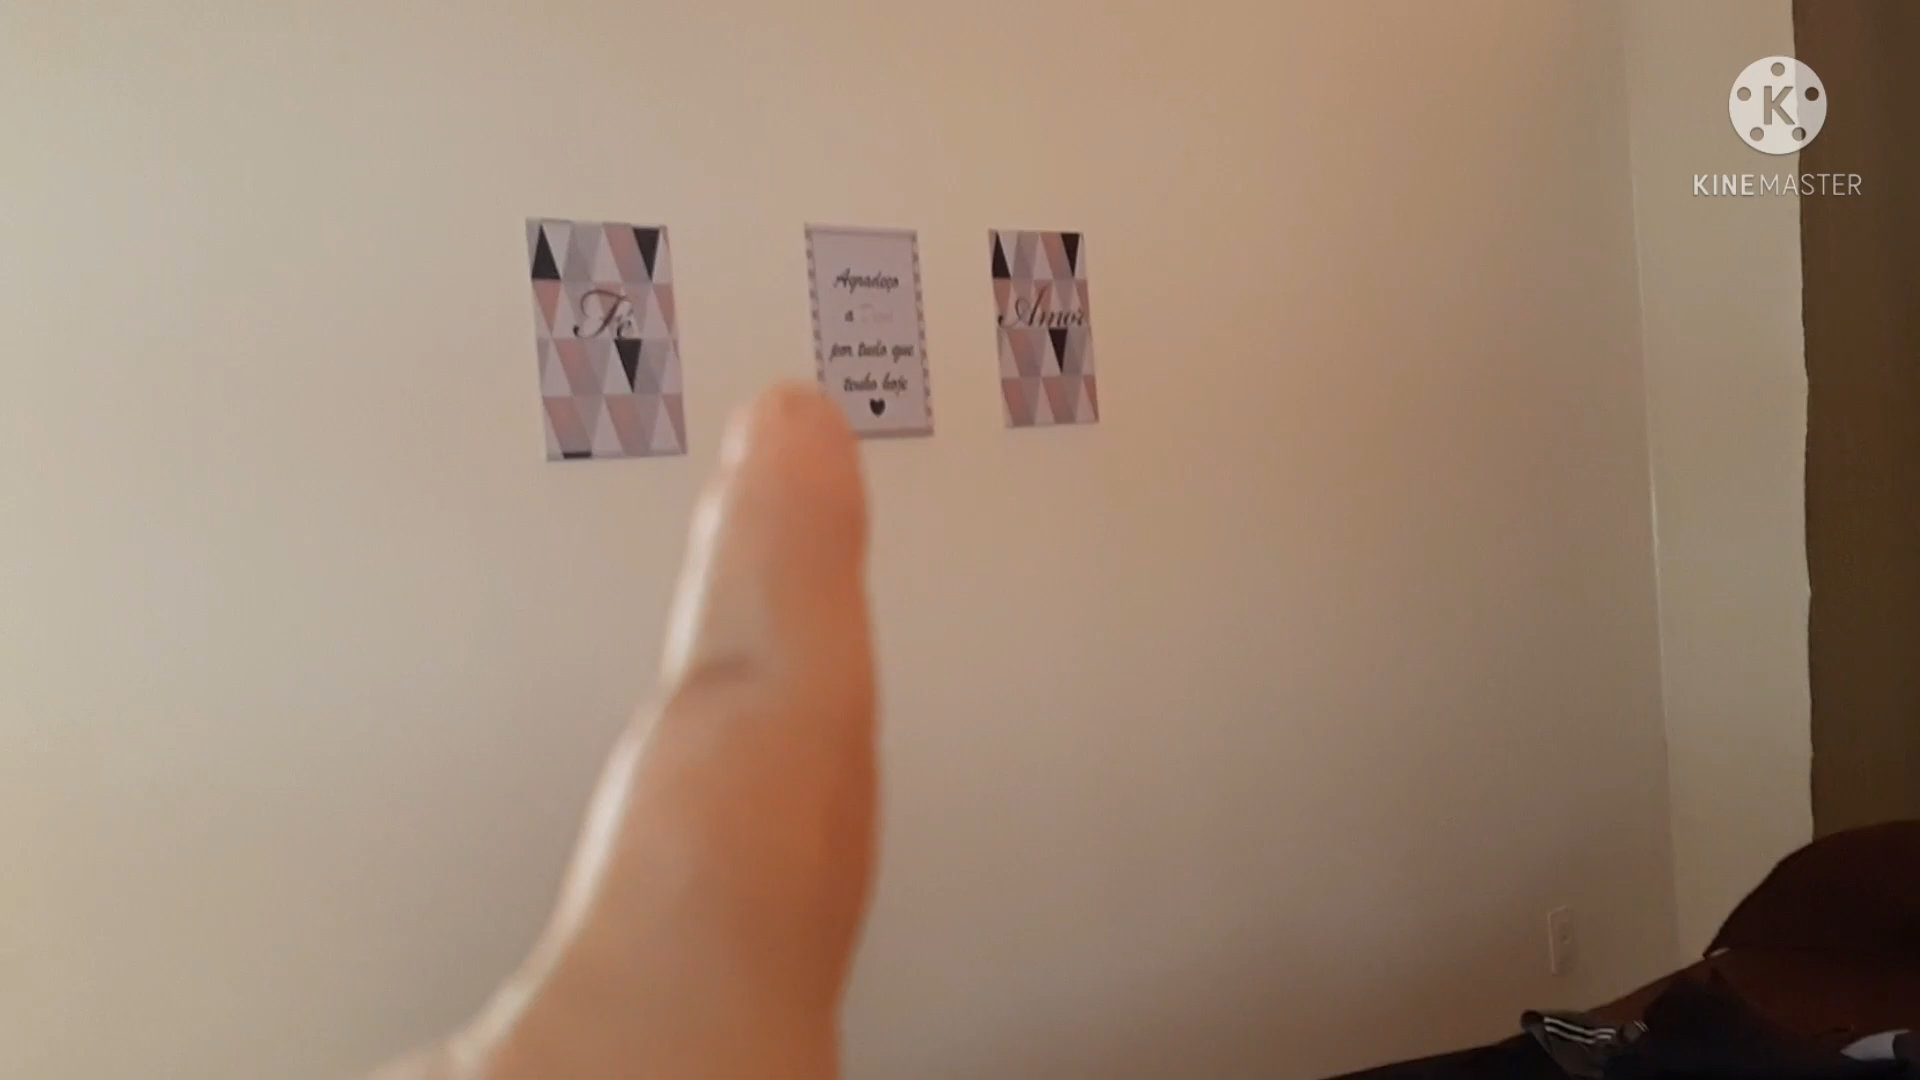 Fé
Agradeço
a Deus
por tudo que
tenho hoje
Amor
K
KINEMASTER